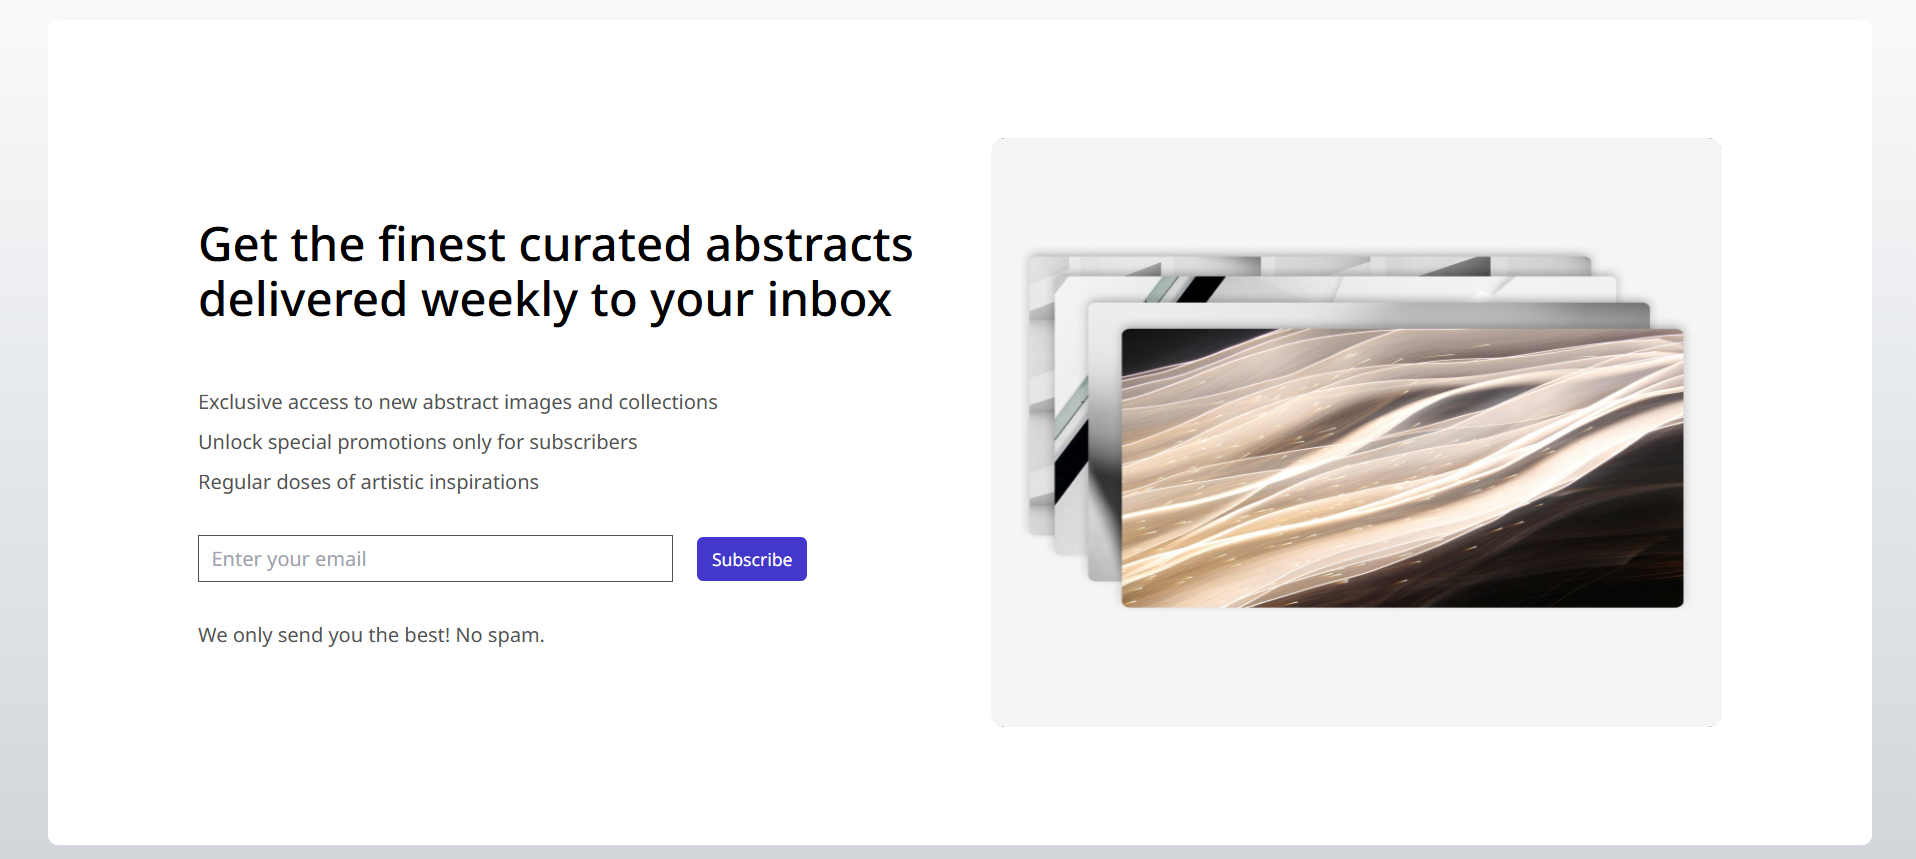 Get the finest curated abstracts
delivered weekly to your inbox
Exclusive access to new abstract images and collections
Unlock special promotions only for subscribers
Regular doses of artistic inspirations
Enter your email
Subscribe
We only send you the best! No spam.